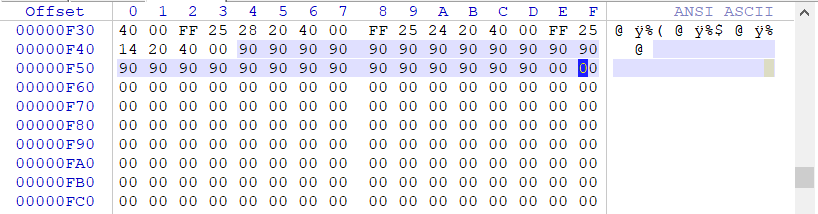 Offset 0 1 2 3 4 5 6 7 8 9 A B C D E F ANSI ASCII
00000F30 40 00 FF 25 28 20 40 00 FF 25 24 20 40 00 FF 25 @ ÿ%( @ ÿ%$ @ ÿ%
00000F40 14 20 40 00 90 90 90 90 90 90 90 90 90 90 90 90 @
00000F50 90 90 90 90 90 90 90 90 90 90 90 90 90 90 00 00
00000F60 00 00 00 00 00 00 00 00 00 00 00 00 00 00 00 00
00000F70 00 00 00 00 00 00 00 00 00 00 00 00 00 00 00 00
00000F80 00 00 00 00 00 00 00 00 00 00 00 00 00 00 00 00
00000F90 00 00 00 00 00 00 00 00 00 00 00 00 00 00 00 00
00000FA0 00 00 00 00 00 00 00 00 00 00 00 00 00 00 00 00
00000FB0 00 00 00 00 00 00 00 00 00 00 00 00 00 00 00 00
00000FC0 00 00 00 00 00 00 00 00 00 00 00 00 00 00 00 00